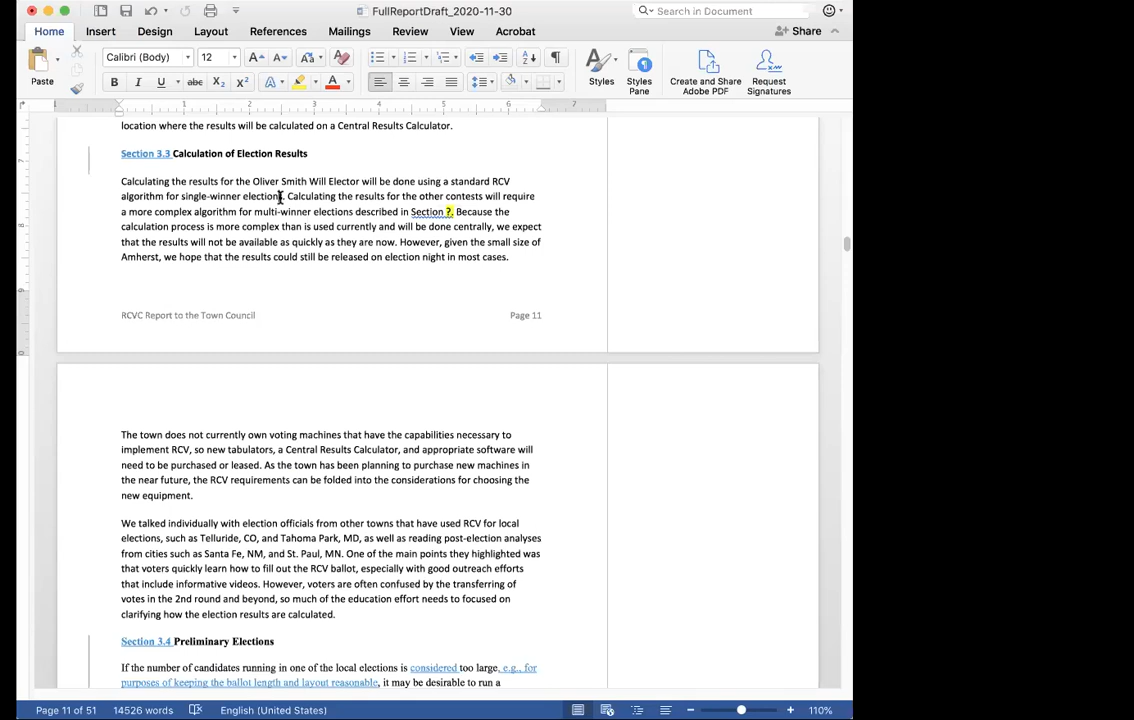 FullReportDraft_2020-11-30
Search in Document
Home Insert Design Layout References Mailings Review View Acrobat Share
Paste Calibri (Body) 12 Styles Styles Pane Create and Share Adobe PDF Request Signatures
1 1 2 3 4 5 6 7
location where the results will be calculated on a Central Results Calculator.
Section 3.3 Calculation of Election Results
Calculating the results for the Oliver Smith Will Elector will be done using a standard RCV
algorithm for single-winner elections. Calculating the results for the other contests will require
a more complex algorithm for multi-winner elections described in Section ?. Because the
calculation process is more complex than is used currently and will be done centrally, we expect
that the results will not be available as quickly as they are now. However, given the small size of
Amherst, we hope that the results could still be released on election night in most cases.
RCVC Report to the Town Council Page 11
The town does not currently own voting machines that have the capabilities necessary to
implement RCV, so new tabulators, a Central Results Calculator, and appropriate software will
need to be purchased or leased. As the town has been planning to purchase new machines in
the near future, the RCV requirements can be folded into the considerations for choosing the
new equipment.
We talked individually with election officials from other towns that have used RCV for local
elections, such as Telluride, CO, and Tahoma Park, MD, as well as reading post-election analyses
from cities such as Santa Fe, NM, and St. Paul, MN. One of the main points they highlighted was
that voters quickly learn how to fill out the RCV ballot, especially with good outreach efforts
that include informative videos. However, voters are often confused by the transferring of
votes in the 2nd round and beyond, so much of the education effort needs to focused on
clarifying how the election results are calculated.
Section 3.4 Preliminary Elections
If the number of candidates running in one of the local elections is considered too large, e.g., for
purposes of keeping the ballot length and layout reasonable, it may be desirable to run a
Page 11 of 51 14526 words English (United States) 110%